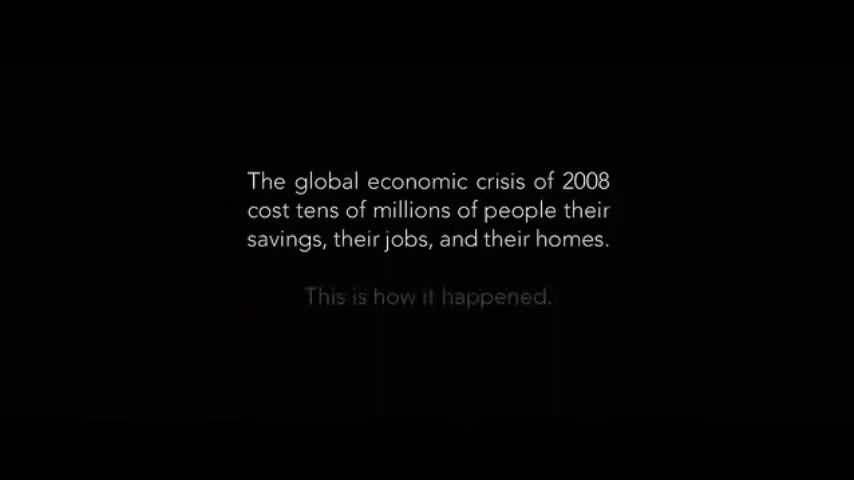 The global economic crisis of 2008
cost tens of millions of people their
savings, their jobs, and their homes.
This is how it happened.